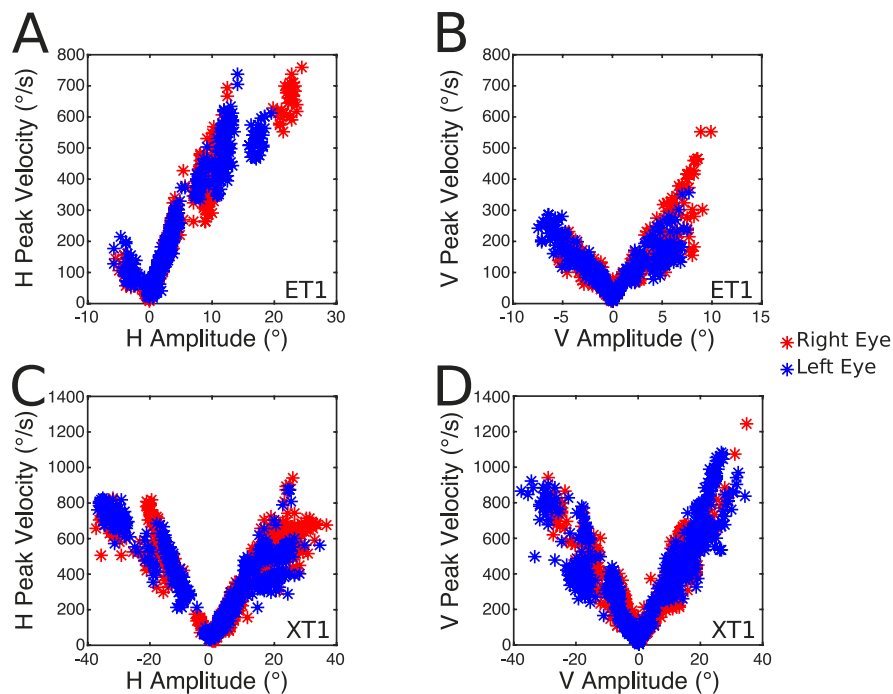 A
H Peak Velocity (°/s)
800
700
600
500
400
300
200
100
0
-10 0 10 20 30
H Amplitude (°)
ET1
B
V Peak Velocity (°/s)
800
700
600
500
400
300
200
100
0
-10 -5 0 5 10 15
V Amplitude (°)
ET1
Right Eye
Left Eye
C
H Peak Velocity (°/s)
1400
1200
1000
800
600
400
200
0
-40 -20 0 20 40
H Amplitude (°)
XT1
D
V Peak Velocity (°/s)
1400
1200
1000
800
600
400
200
0
-40 -20 0 20 40
V Amplitude (°)
XT1